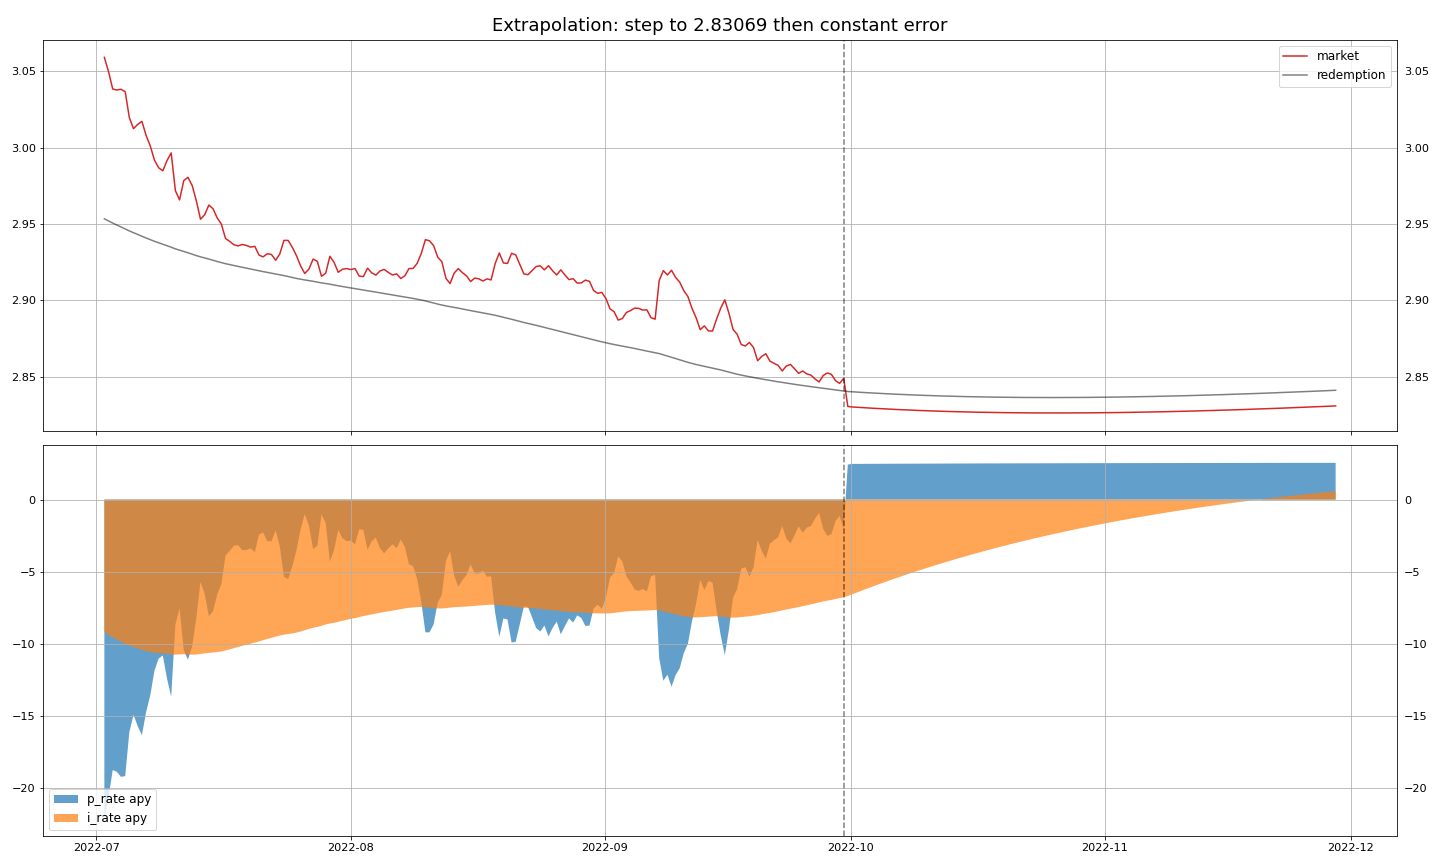 Extrapolation: step to 2.83069 then constant error
market
redemption
3.05 3.05
3.00 3.00
2.95 2.95
2.90 2.90
2.85 2.85
0 0
−5 −5
−10 −10
−15 −15
−20 −20
p_rate apy
i_rate apy
2022-07 2022-08 2022-09 2022-10 2022-11 2022-12